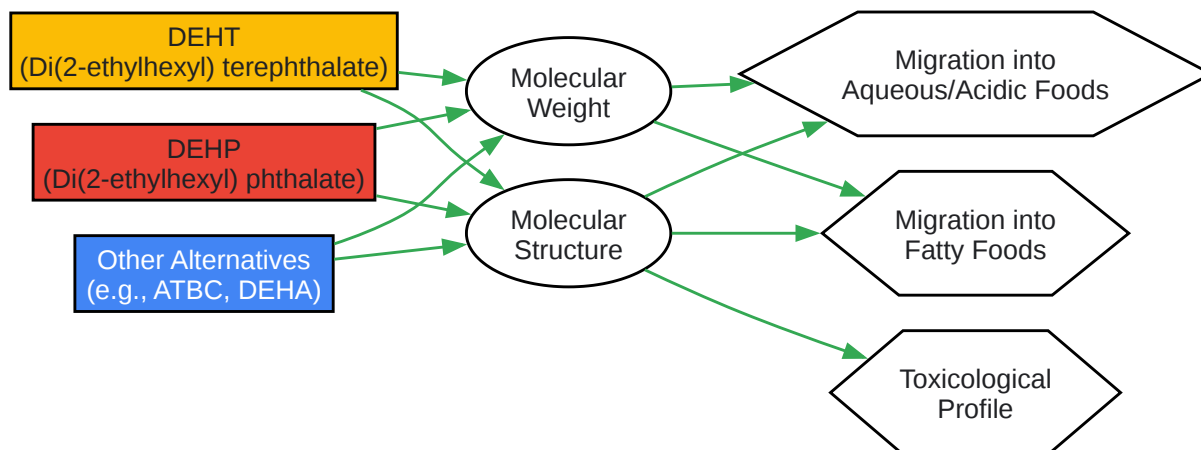 DEHT
(Di(2-ethylhexyl) terephthalate)
DEHP
(Di(2-ethylhexyl) phthalate)
Other Alternatives
(e.g., ATBC, DEHA)
Molecular
Weight
Molecular
Structure
Migration into
Aqueous/Acidic Foods
Migration into
Fatty Foods
Toxicological
Profile